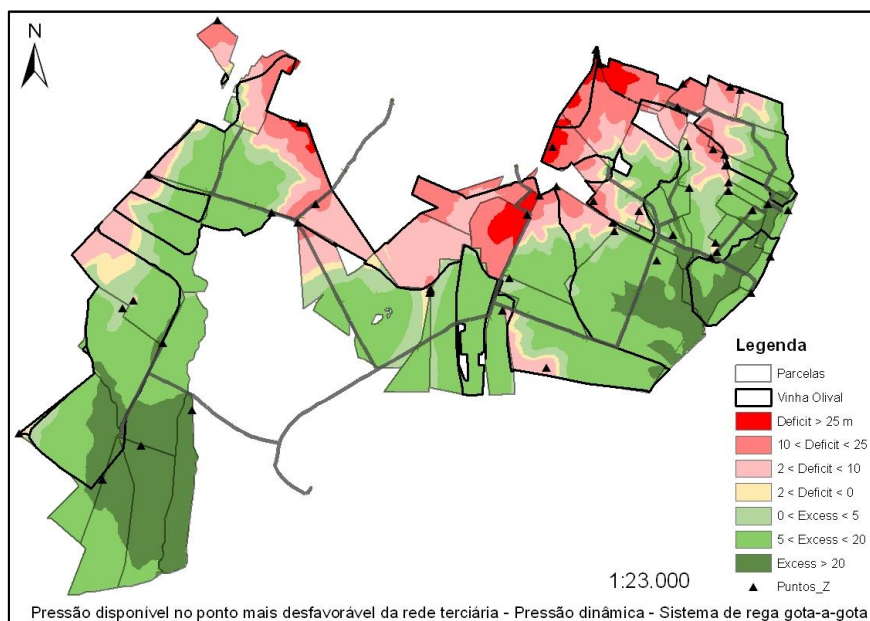 N
Legenda
Parcelas
Vinha Olival
Deficit > 25 m
10 < Deficit < 25
2 < Deficit < 10
2 < Deficit < 0
0 < Excess < 5
5 < Excess < 20
Excess > 20
Puntos_Z
1:23.000
Pressão disponível no ponto mais desfavorável da rede terciária - Pressão dinâmica - Sistema de rega gota-a-gota